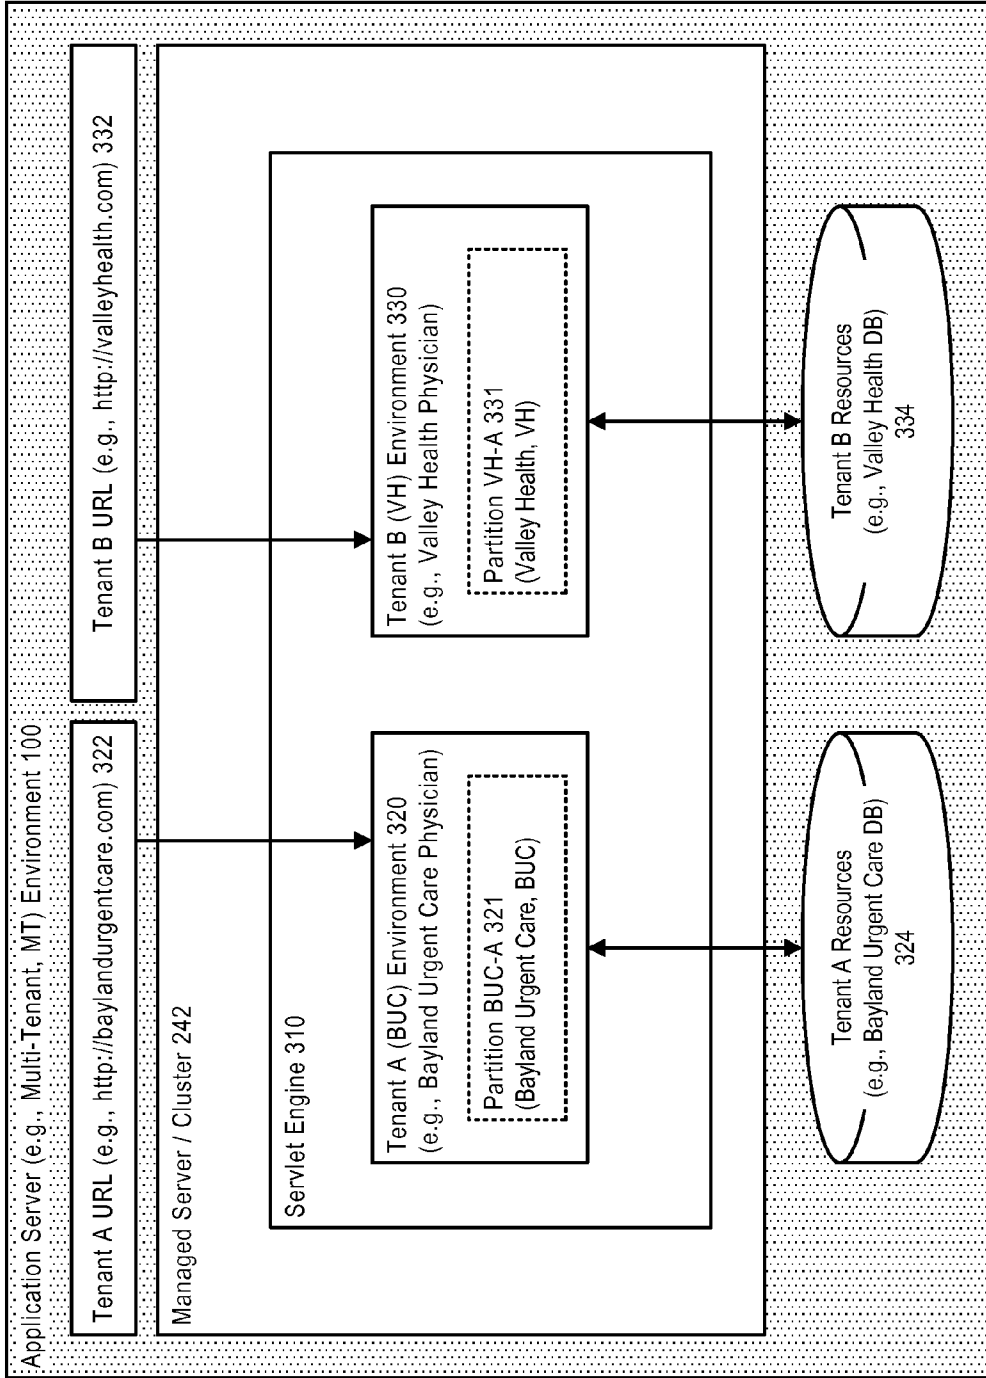 Application Server (e.g., Multi-Tenant, MT) Environment 100
Tenant A URL (e.g., http://baylandurgentcare.com) 322
Tenant B URL (e.g., http://valleyhealth.com) 332
Managed Server / Cluster 242
Servlet Engine 310
Tenant A (BUC) Environment 320
(e.g., Bayland Urgent Care Physician)
Partition BUC-A 321
(Bayland Urgent Care, BUC)
Tenant B (VH) Environment 330
(e.g., Valley Health Physician)
Partition VH-A 331
(Valley Health, VH)
Tenant A Resources
(e.g., Bayland Urgent Care DB)
324
Tenant B Resources
(e.g., Valley Health DB)
334